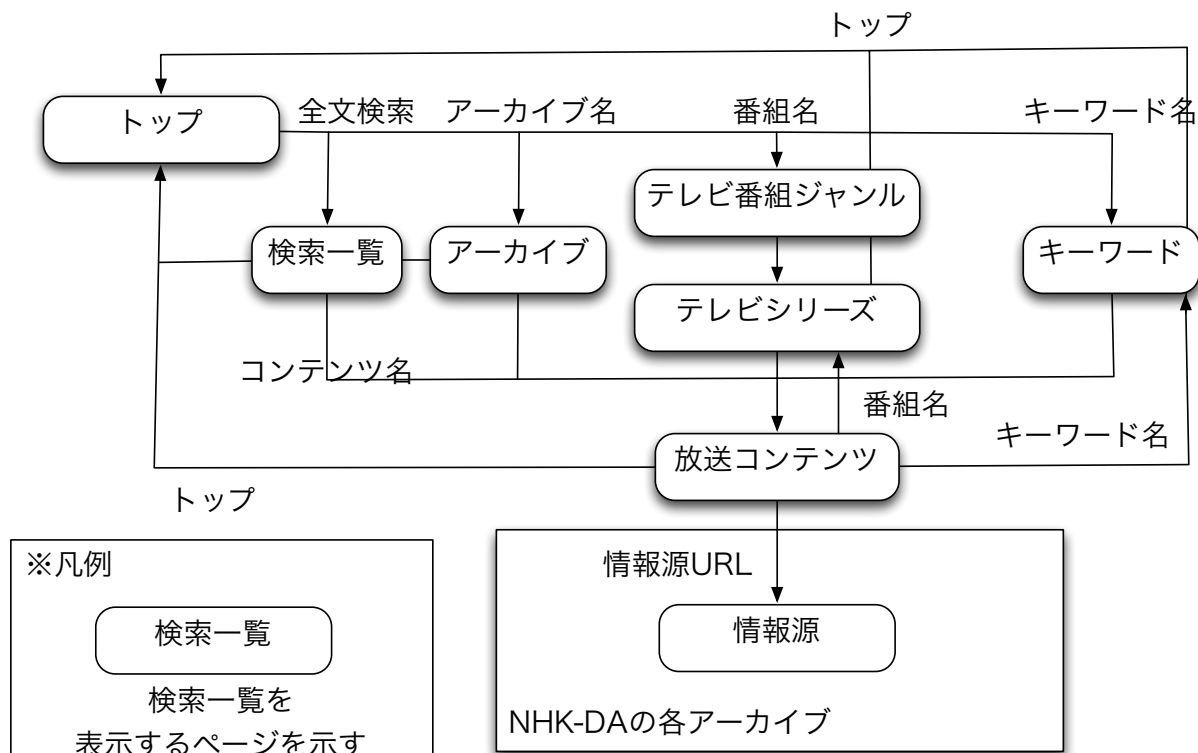 トップ
トップ
全文検索
アーカイブ名
番組名
キーワード名
テレビ番組ジャンル
検索一覧
アーカイブ
キーワード
テレビシリーズ
コンテンツ名
番組名
キーワード名
放送コンテンツ
トップ
※凡例
検索一覧
検索一覧を
表示するページを示す
情報源URL
情報源
NHK-DAの各アーカイブ